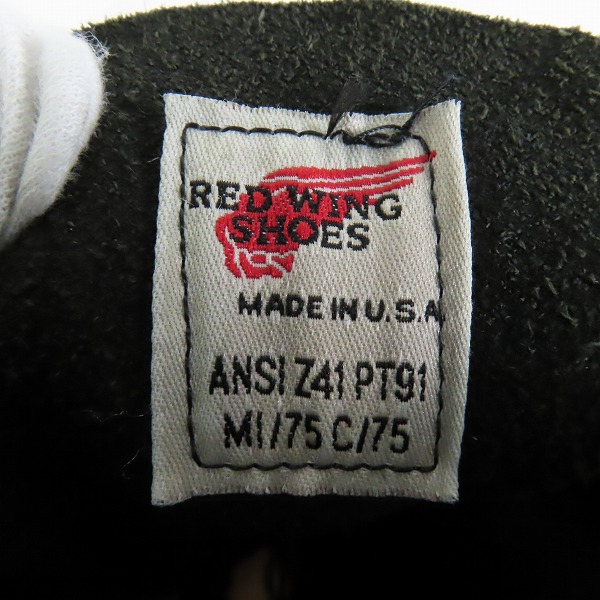 RED WING
SHOES
MADE IN U.S.A.
ANSI Z41 PT91
MI/75 C/75